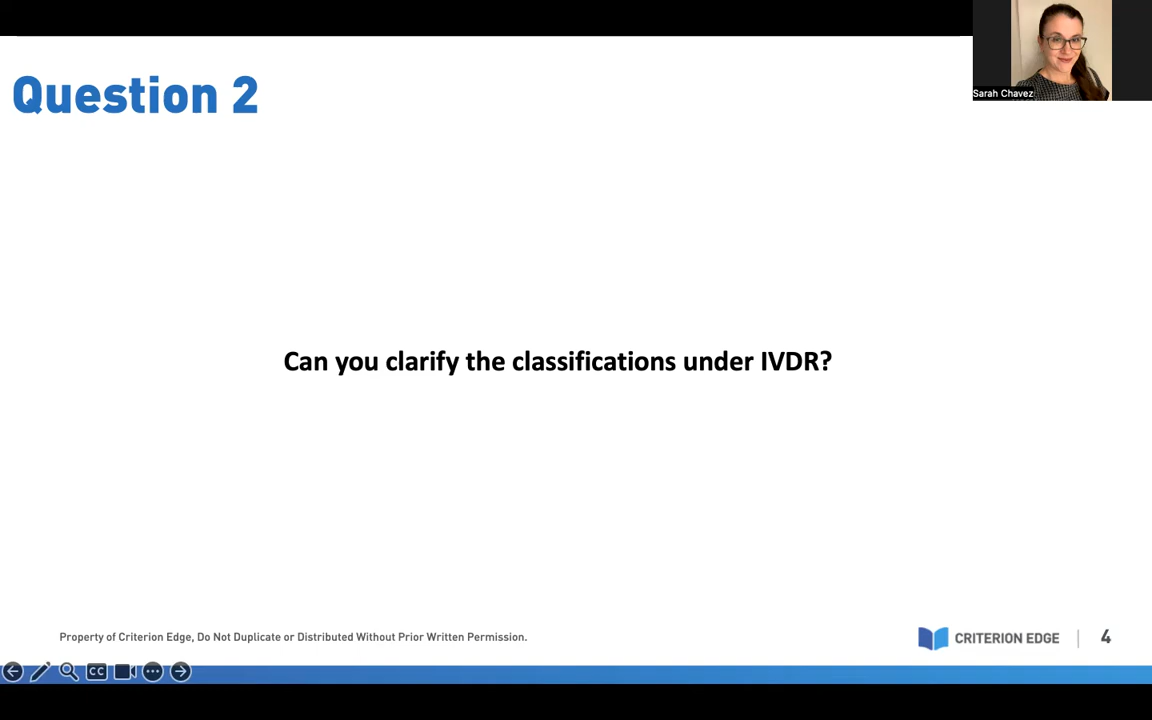 Question 2
Sarah Chavez
Can you clarify the classifications under IVDR?
Property of Criterion Edge, Do Not Duplicate or Distributed Without Prior Written Permission.
CRITERION EDGE
4
CC